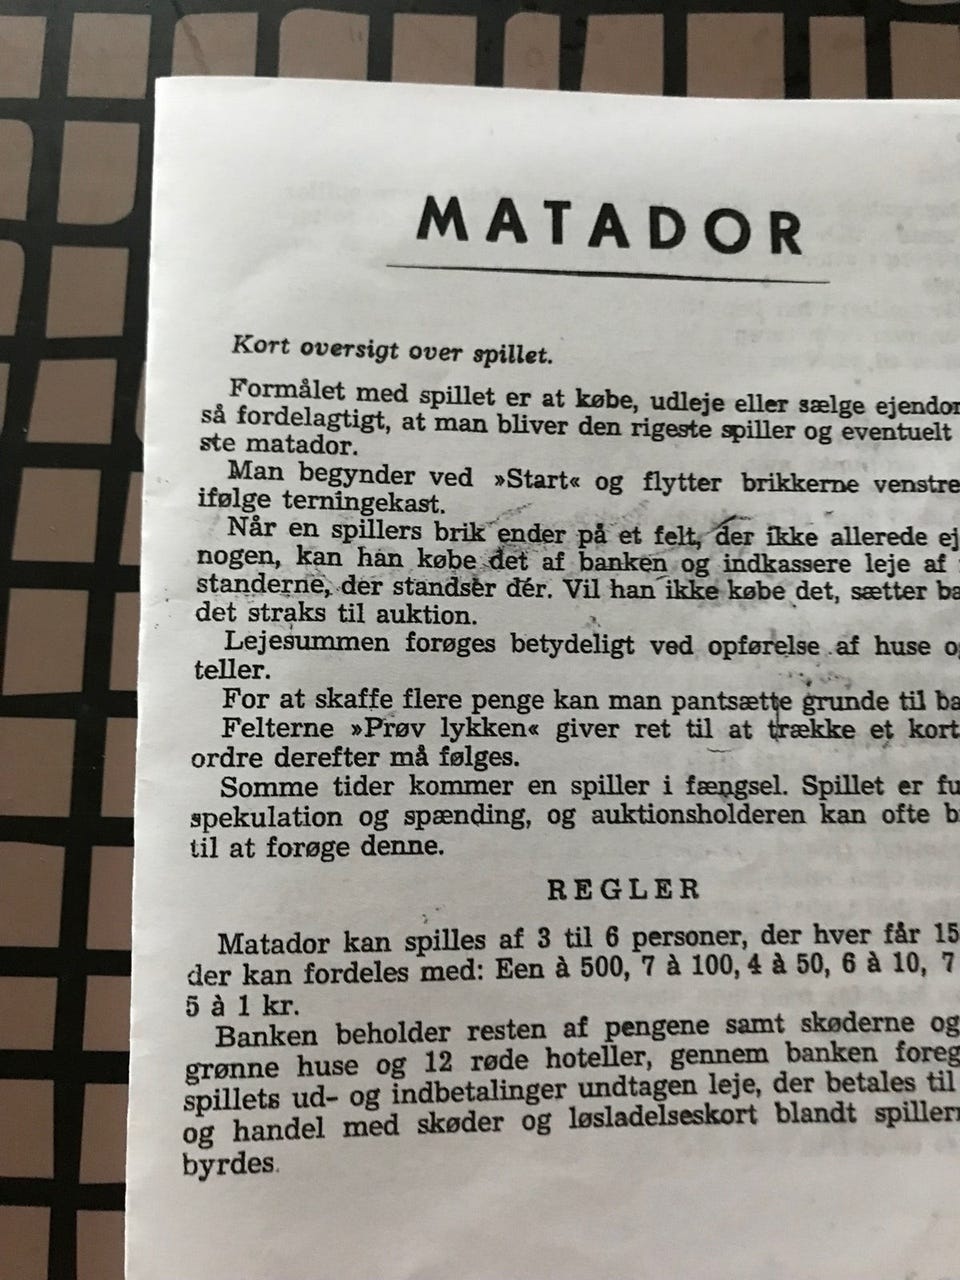 MATADOR
Kort oversigt over spillet.
Formålet med spillet er at købe, udleje eller sælge ejendom
så fordelagtigt, at man bliver den rigeste spiller og eventuelt
ste matador.
Man begynder ved »Start« og flytter brikkerne venstre
ifølge terningekast.
Når en spillers brik ender på et felt, der ikke allerede ej
nogen, kan han købe det af banken og indkassere leje af
standerne, der standser dér. Vil han ikke købe det, sætter ba
det straks til auktion.
Lejesummen forøges betydeligt ved opførelse af huse o
teller.
For at skaffe flere penge kan man pantsætte grunde til ba
Felterne »Prøv lykken« giver ret til at trække et kort
ordre derefter må følges.
Somme tider kommer en spiller i fængsel. Spillet er fu
spekulation og spænding, og auktionsholderen kan ofte b
til at forøge denne.
REGLER
Matador kan spilles af 3 til 6 personer, der hver får 15
der kan fordeles med: Een à 500, 7 à 100, 4 à 50, 6 à 10, 7
5 à 1 kr.
Banken beholder resten af pengene samt skøderne og
grønne huse og 12 røde hoteller, gennem banken foreg
spillets ud- og indbetalinger undtagen leje, der betales til
og handel med skøder og løsladelseskort blandt spillern
byrdes.